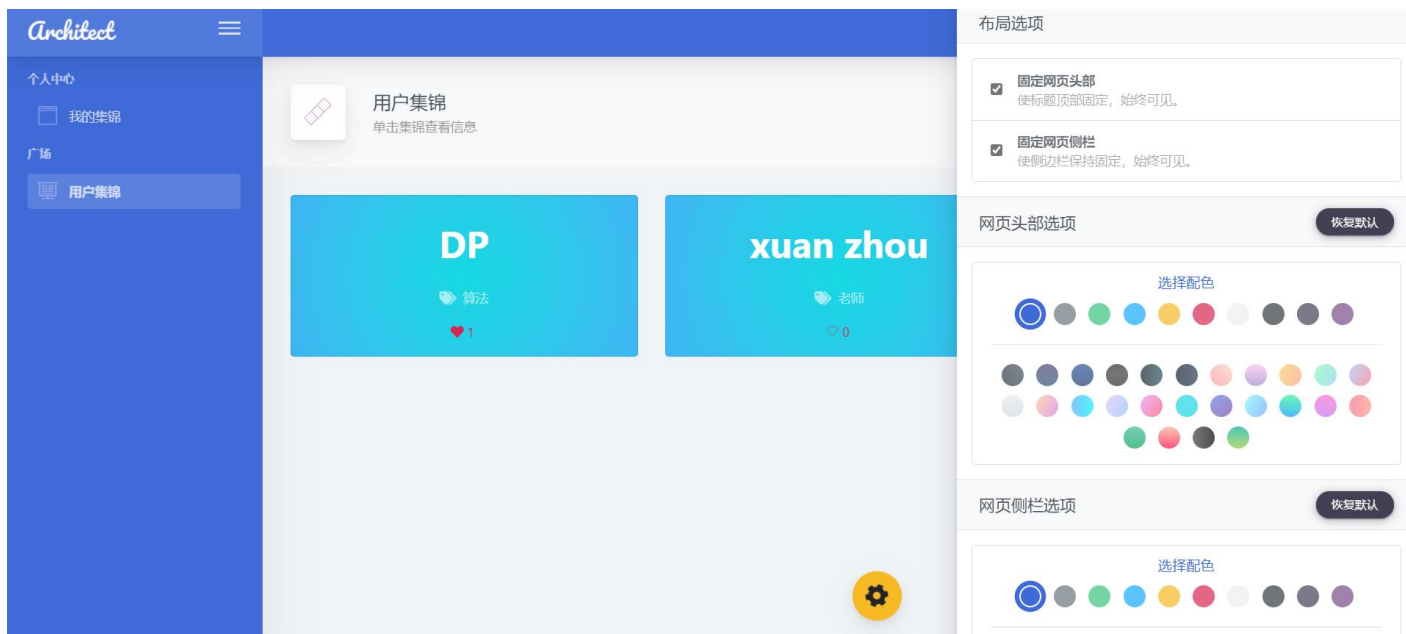 Architect
个人中心
我的集锦
广场
用户集锦
用户集锦
单击集锦查看信息
DP
算法
1
xuan zhou
老师
0
布局选项
固定网页头部
使标题顶部固定，始终可见。
固定网页侧栏
使侧边栏保持固定，始终可见。
网页头部选项
恢复默认
选择配色
网页侧栏选项
恢复默认
选择配色